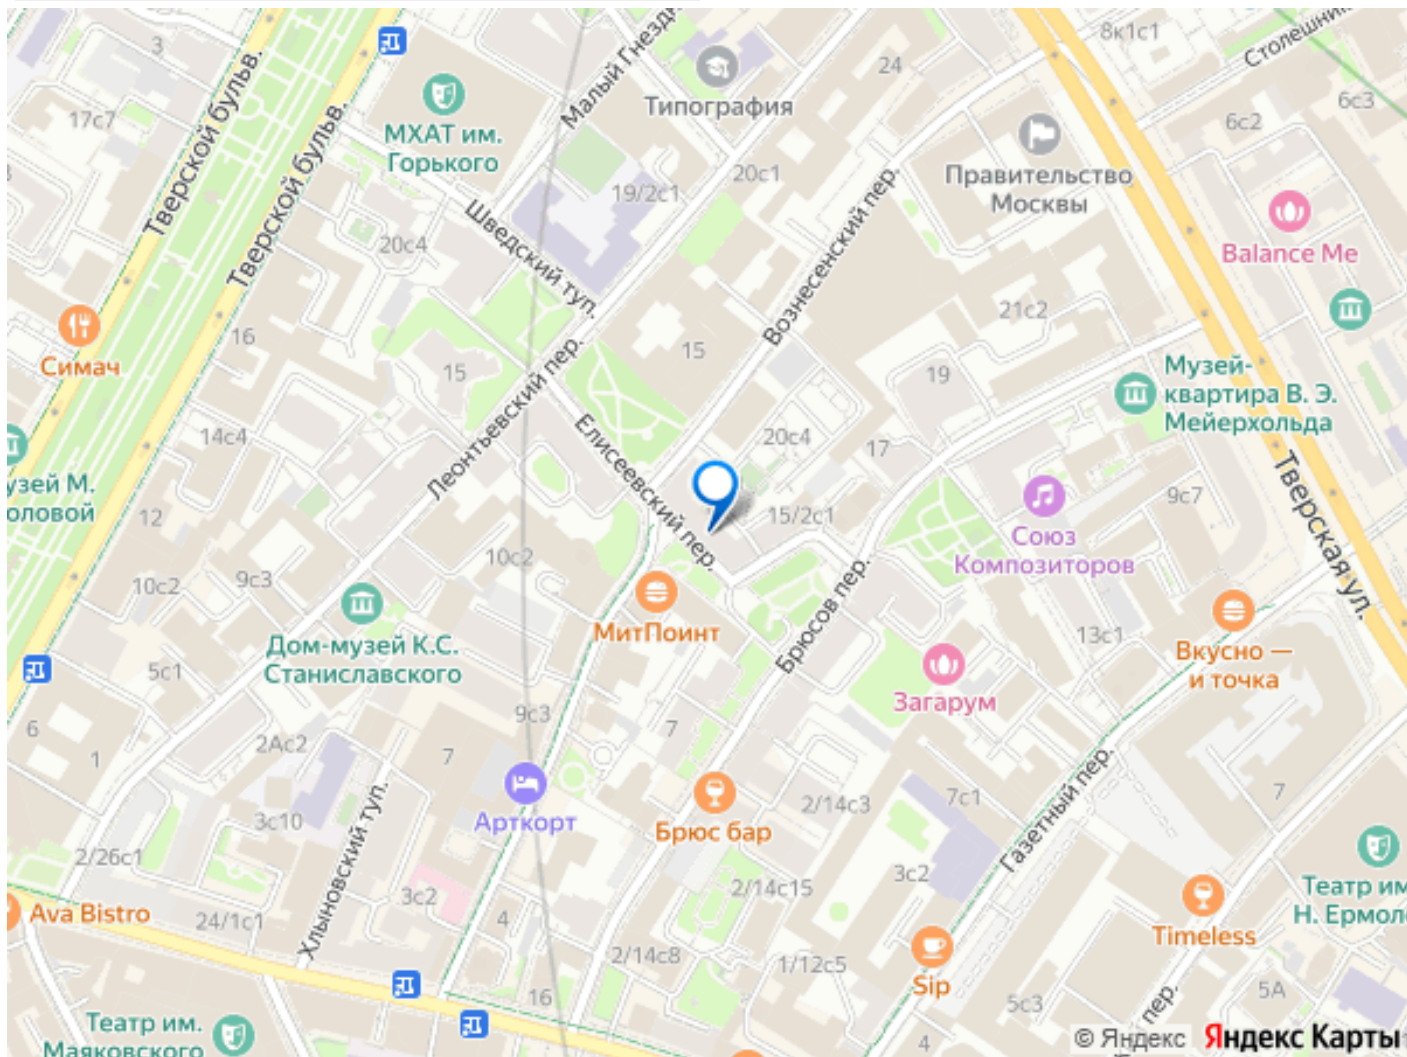 8к1с1
Столешник
3
Тверской бульв.
Малый Гнезд
24
6с3
17с7
Типография
6с2
МХАТ им.
Горького
Тверской бульв.
Правительство
Москвы
20с1
19/2с1
Вознесенский пер.
Шведский туп.
20с4
Balance Me
21с2
16
Симач
15
15
Леонтьевский пер.
19
Музей-
квартира В. Э.
Мейерхольда
14с4
Елисеевский пер.
20с4
17
узей М.
оловой
Тверская ул.
9с7
12
15/2с1
Союз
Композиторов
10с2
9с3
10с2
Брюсов пер.
МитПоинт
13с1
Дом-музей К.С.
Станиславского
Вкусно —
и точка
5с1
Загарум
9с3
6
1
2Ас2
7
7
Хлыновский туп.
Газетный пер.
3с10
Арткорт
Брюс бар
2/14с3
7с1
7
2/26с1
3с2
2/14с15
3с2
Театр им
Н. Ермол
Ava Bistro
24/1с1
4
Timeless
2/14с8
1/12с5
Sip
16
5с3
пер.
5А
Театр им.
Маяковского
4
© Яндекс Яндекс Карты